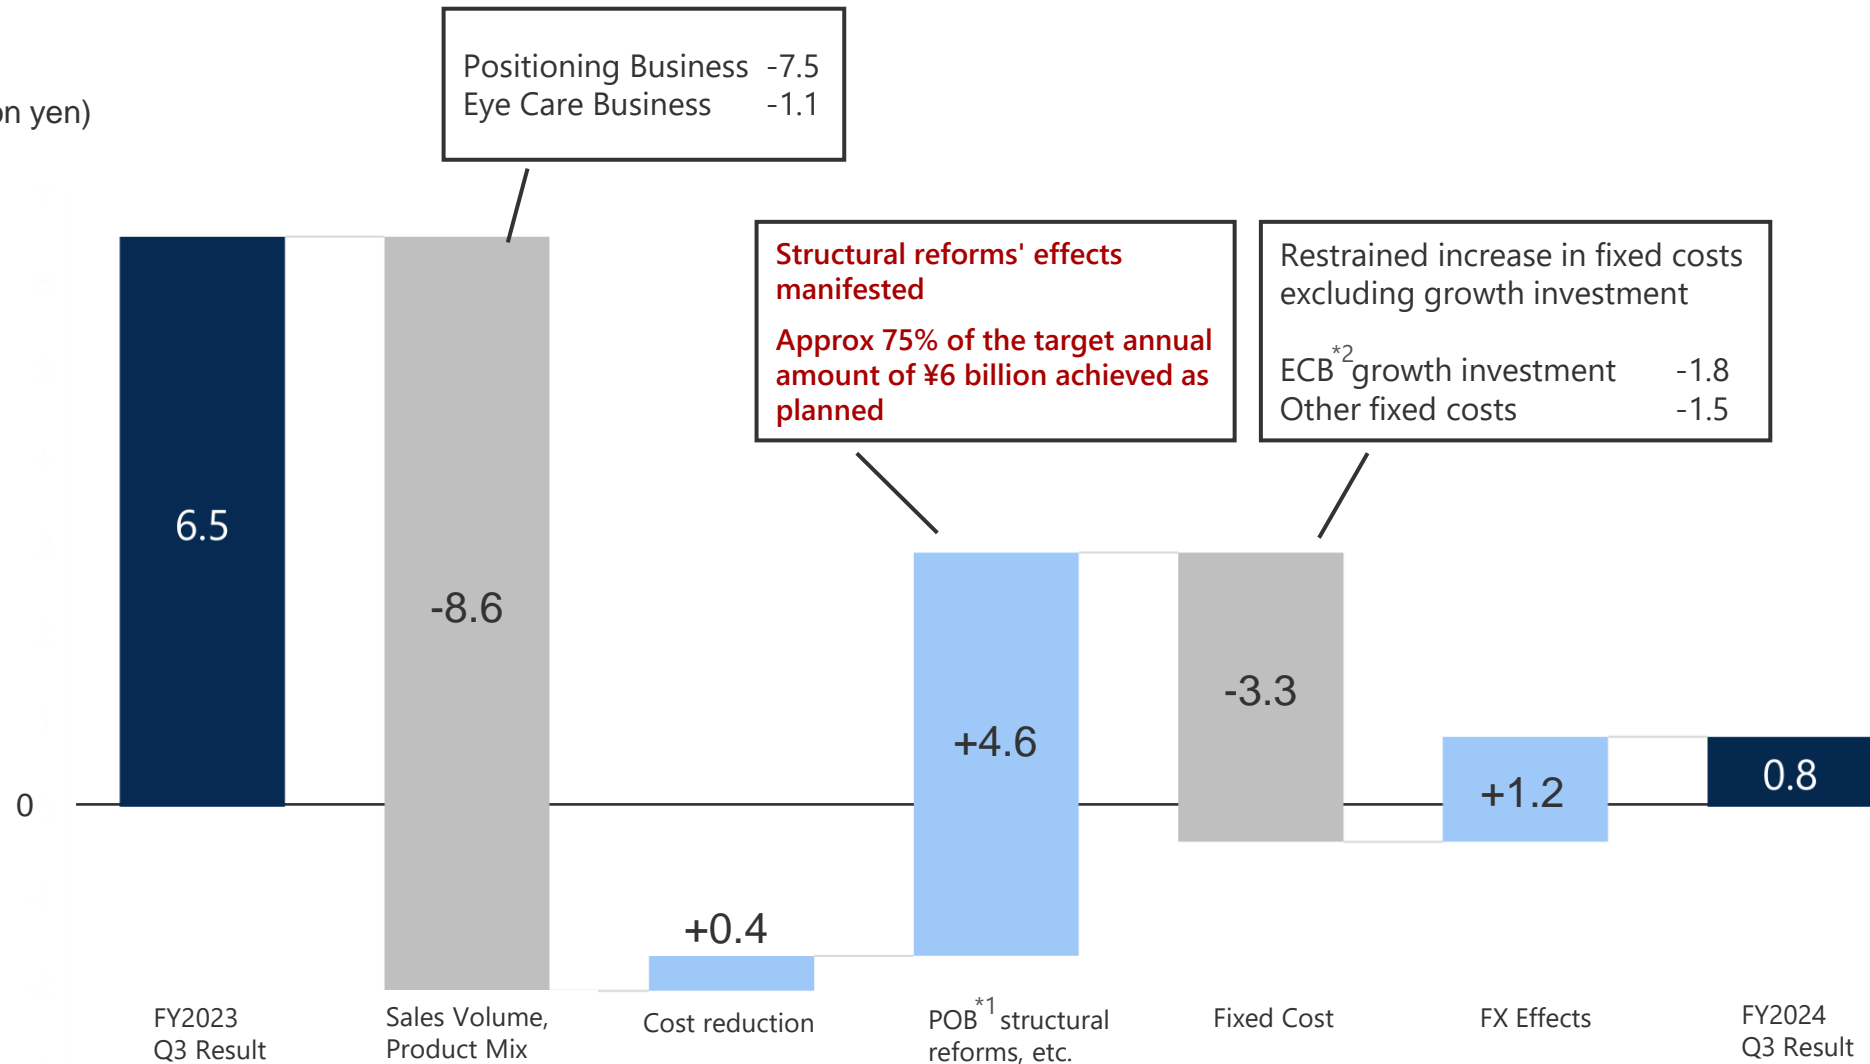 Positioning Business -7.5
Eye Care Business -1.1
on yen)
Structural reforms' effects
manifested
Approx 75% of the target annual
amount of ¥6 billion achieved as
planned
Restrained increase in fixed costs
excluding growth investment
ECB*2 growth investment -1.8
Other fixed costs -1.5
6.5
-8.6
+0.4
+4.6
-3.3
+1.2
0.8
0
FY2023
Q3 Result
Sales Volume,
Product Mix
Cost reduction
POB*1 structural
reforms, etc.
Fixed Cost
FX Effects
FY2024
Q3 Result